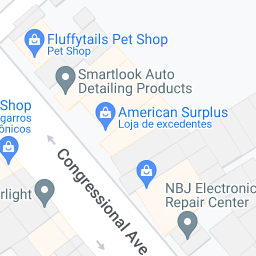 Fluffytails Pet Shop
Pet Shop
Smartlook Auto
Detailing Products
American Surplus
Loja de excedentes
Shop
garros
ônicos
Congressional Ave
NBJ Electronic
Repair Center
rlight